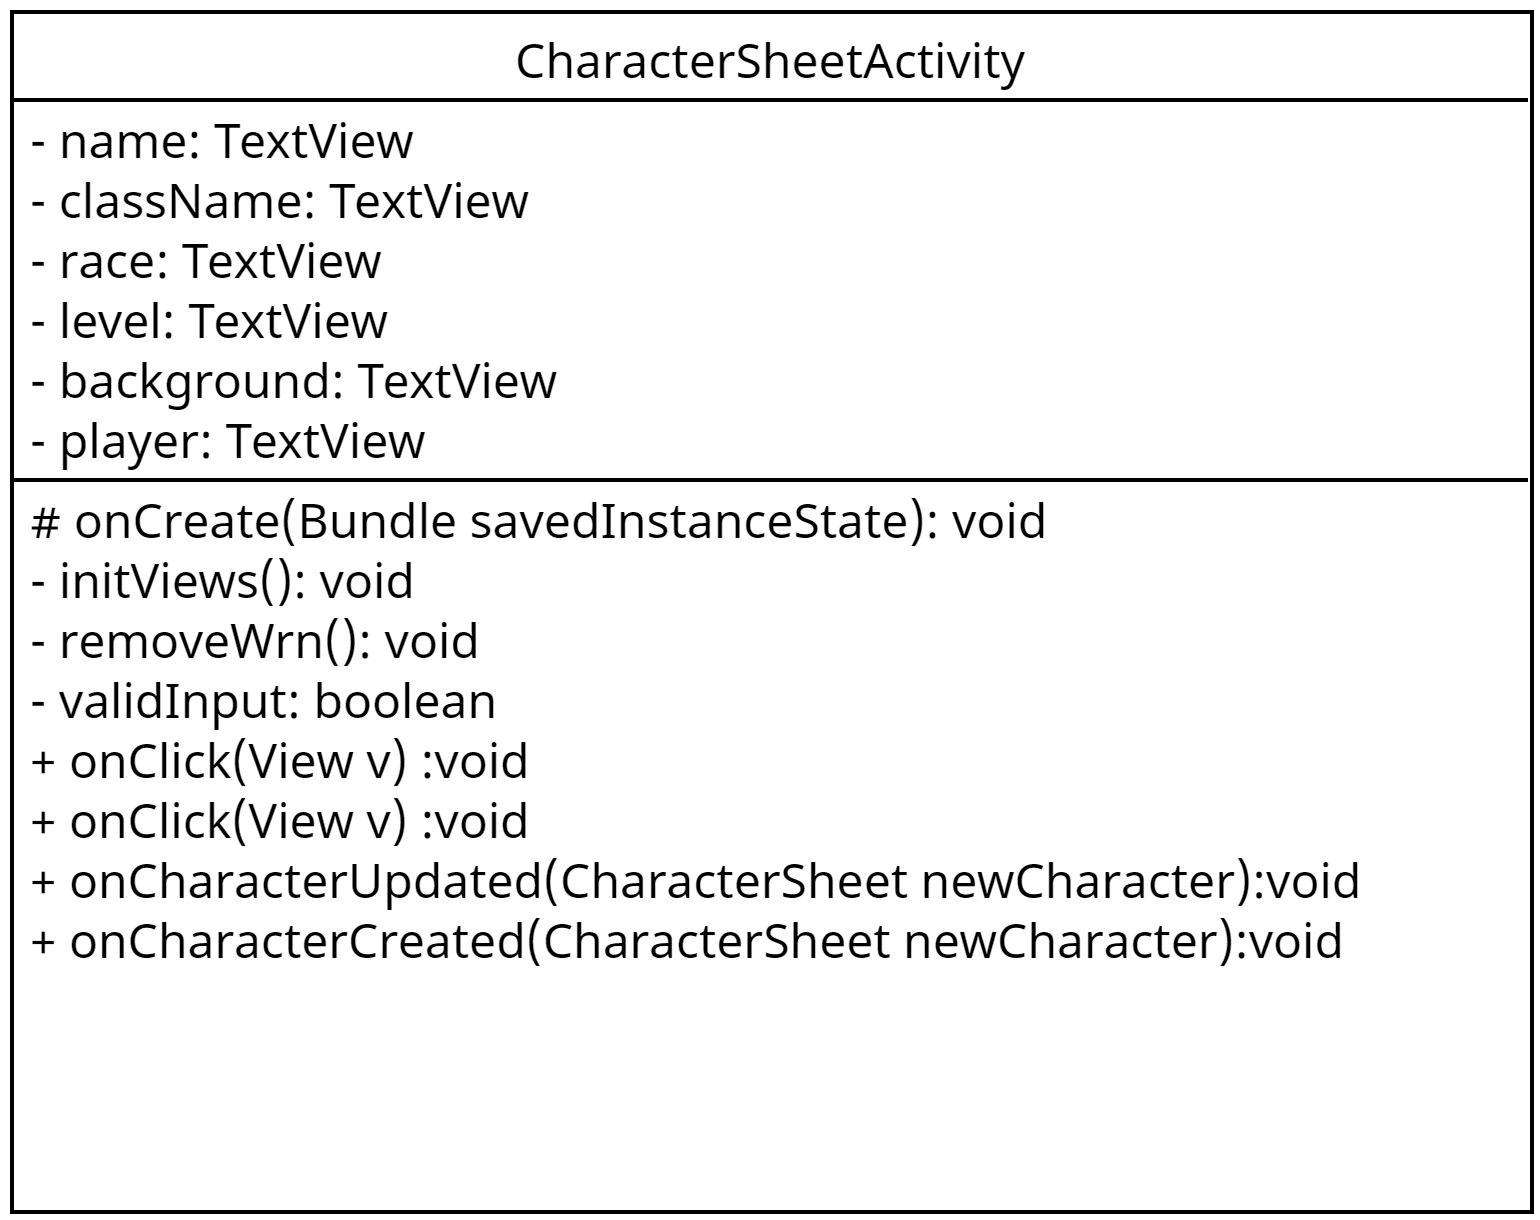 CharacterSheetActivity
- name: TextView
- className: TextView
- race: TextView
- level: TextView
- background: TextView
- player: TextView
# onCreate(Bundle savedInstanceState): void
- initViews(): void
- removeWrn(): void
- validInput: boolean
+ onClick(View v) :void
+ onClick(View v) :void
+ onCharacterUpdated(CharacterSheet newCharacter):void
+ onCharacterCreated(CharacterSheet newCharacter):void